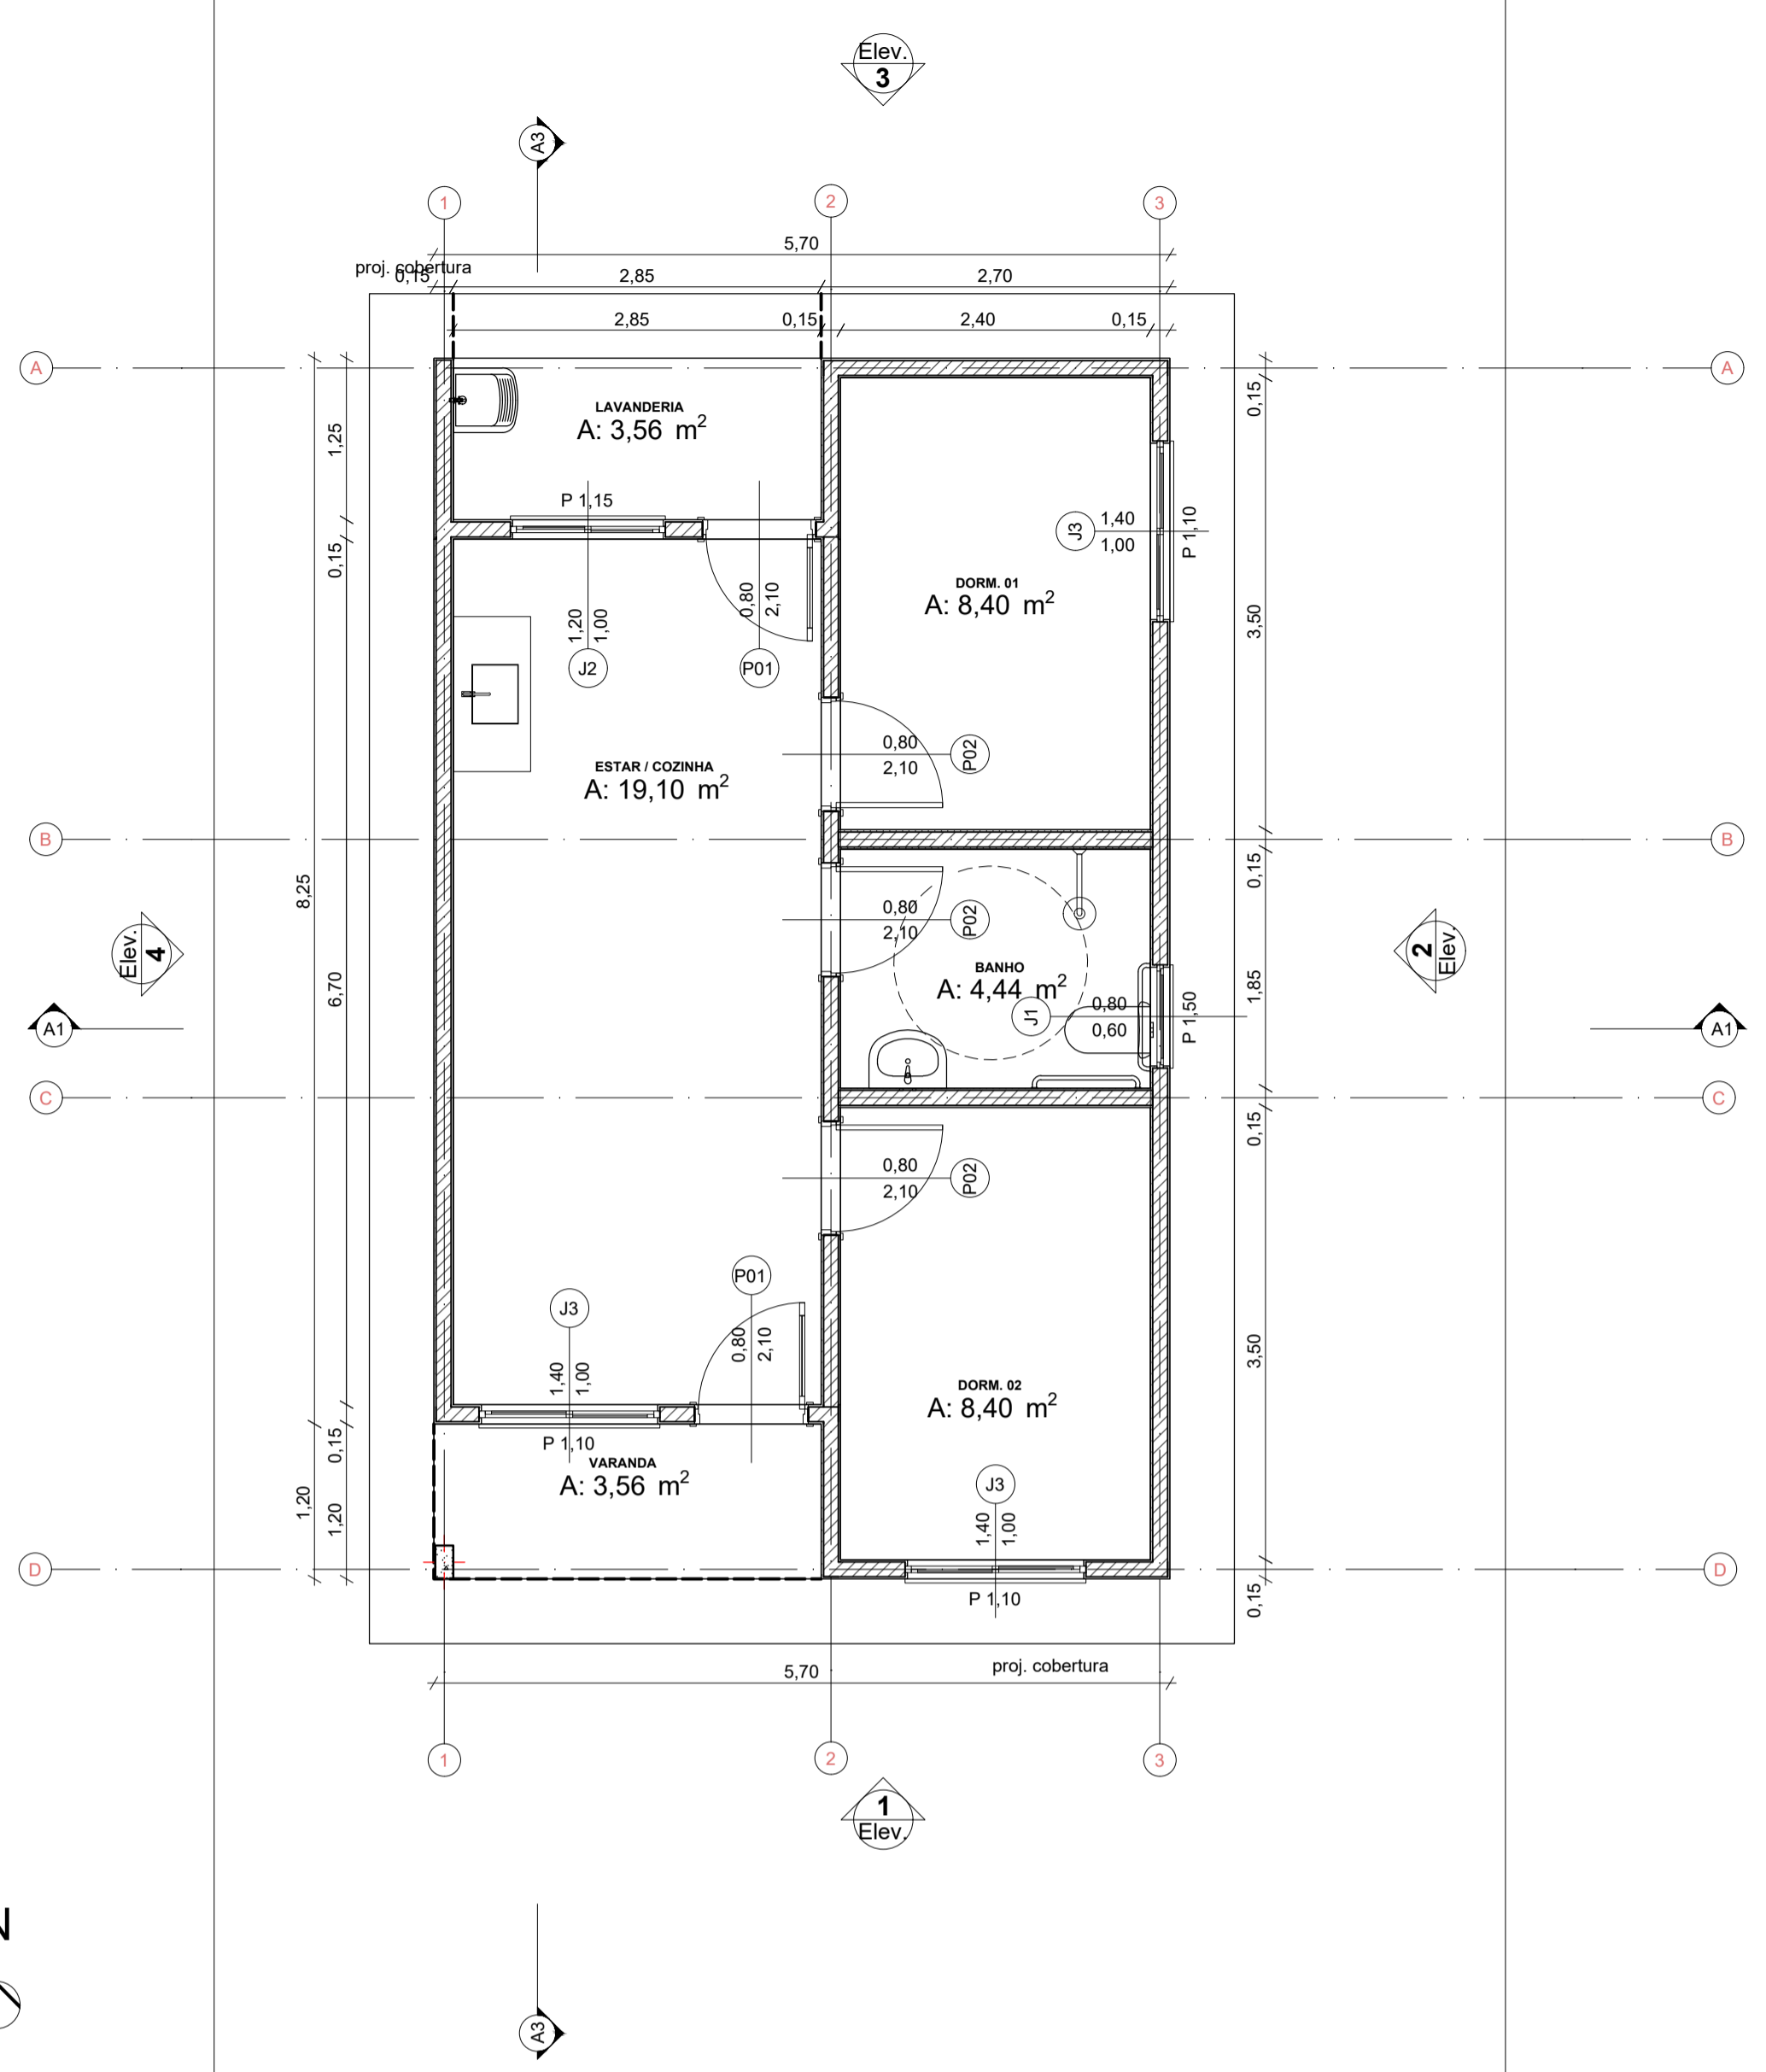 Elev.
3
A3
1
2
3
5,70
proj. cobertura
0,15
2,85
2,70
2,85
0,15
2,40
0,15
A
A
LAVANDERIA
A: 3,56 m²
1,25
0,15
0,15
P 1,15
J3
1,40
1,00
P 1,10
DORM. 01
A: 8,40 m²
3,50
0,80
2,10
1,20
1,00
J2
P01
0,80
2,10
P02
ESTAR / COZINHA
A: 19,10 m²
B
B
0,15
8,25
0,80
2,10
P02
Elev.
4
2
Elev.
BANHO
A: 4,44 m²
6,70
1,85
J1
0,80
0,60
P 1,50
A1
A1
C
C
0,15
0,80
2,10
P02
P01
J3
0,80
2,10
1,40
1,00
3,50
DORM. 02
A: 8,40 m²
0,15
P 1,10
VARANDA
A: 3,56 m²
J3
1,20
1,20
1,40
1,00
D
D
P 1,10
0,15
proj. cobertura
5,70
1
2
3
1
Elev.
N
A3